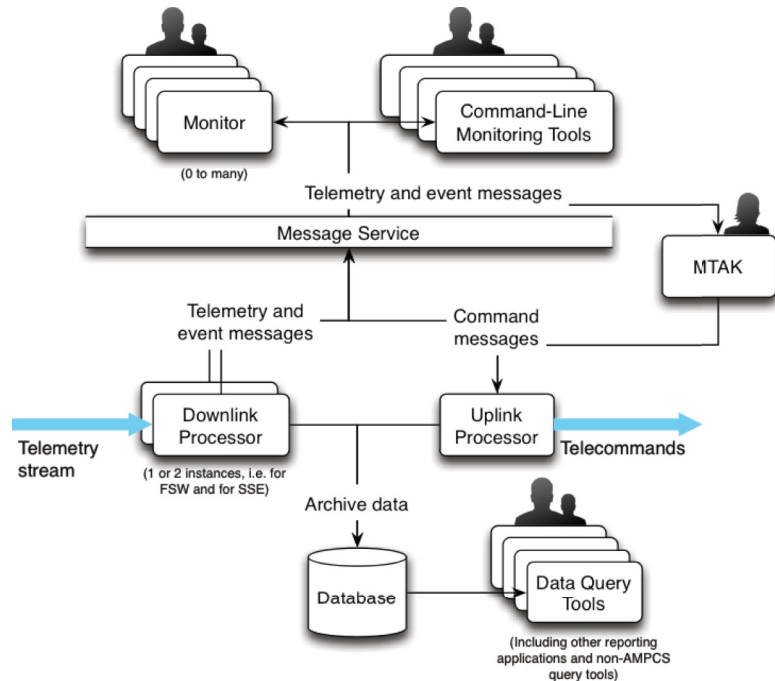 Monitor
(0 to many)
Command-Line
Monitoring Tools
Telemetry and event messages
Message Service
MTAK
Telemetry and
event messages
Command
messages
Downlink
Processor
Uplink
Processor
Telemetry
stream
(1 or 2 instances, i.e. for
FSW and for SSE)
Telecommands
Archive data
Database
Data Query
Tools
(Including other reporting
applications and non-AMPCS
query tools)